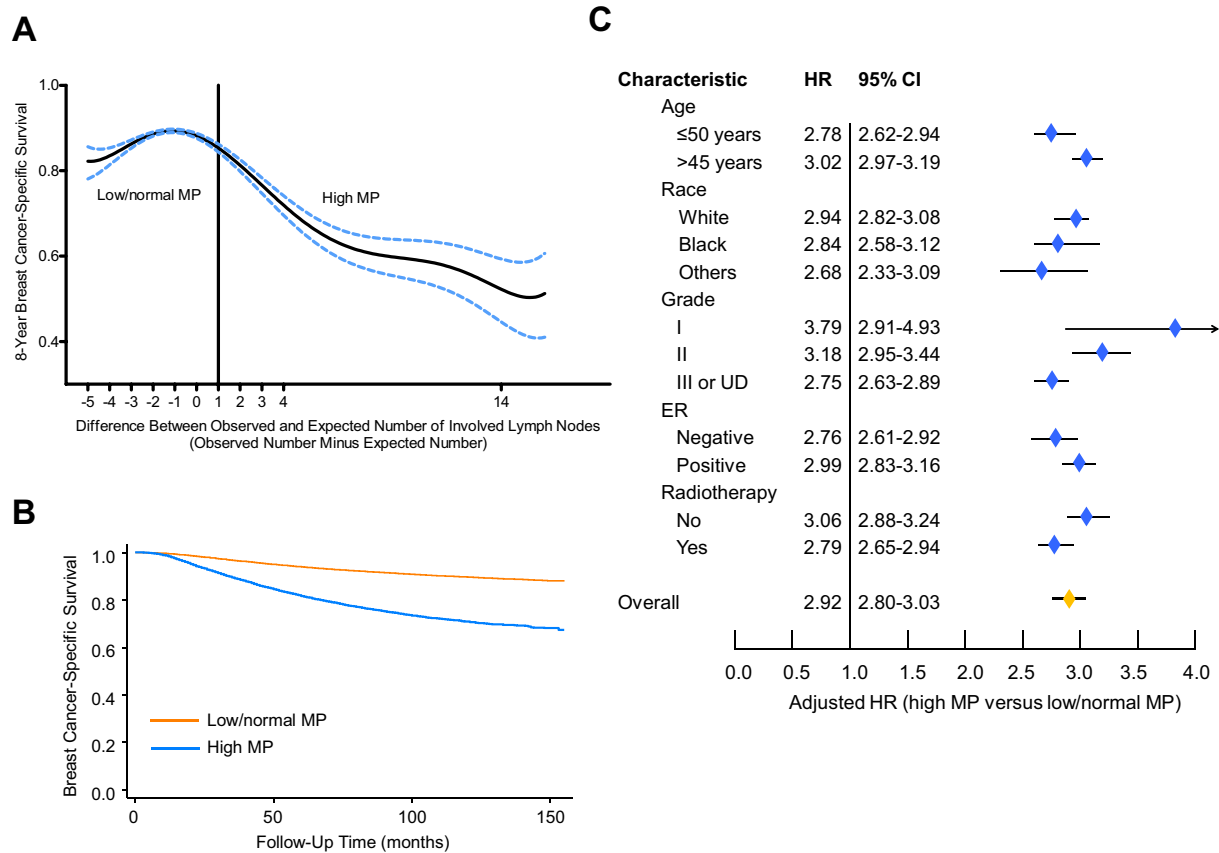 A
1.0
0.8
0.6
0.4
8-Year Breast Cancer-Specific Survival
Low/normal MP
High MP
-5 -4 -3 -2 -1 0 1 2 3 4 14
Difference Between Observed and Expected Number of Involved Lymph Nodes
(Observed Number Minus Expected Number)
B
1.0
0.8
0.6
0.4
0.2
0.0
Breast Cancer-Specific Survival
Low/normal MP
High MP
0 50 100 150
Follow-Up Time (months)
C
Characteristic HR 95% CI
Age
≤50 years 2.78 2.62-2.94
>45 years 3.02 2.97-3.19
Race
White 2.94 2.82-3.08
Black 2.84 2.58-3.12
Others 2.68 2.33-3.09
Grade
I 3.79 2.91-4.93
II 3.18 2.95-3.44
III or UD 2.75 2.63-2.89
ER
Negative 2.76 2.61-2.92
Positive 2.99 2.83-3.16
Radiotherapy
No 3.06 2.88-3.24
Yes 2.79 2.65-2.94
Overall 2.92 2.80-3.03
0.0 0.5 1.0 1.5 2.0 2.5 3.0 3.5 4.0
Adjusted HR (high MP versus low/normal MP)